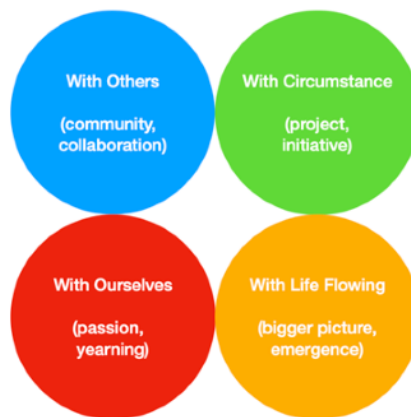 With Others
(community,
collaboration)
With Circumstance
(project,
initiative)
With Ourselves
(passion,
yearning)
With Life Flowing
(bigger picture,
emergence)